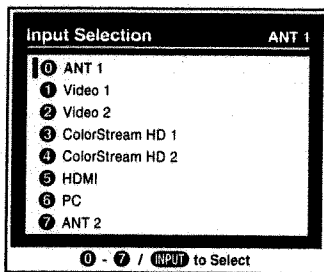 Input Selection ANT 1
0 ANT 1
1 Video 1
2 Video 2
3 ColorStream HD 1
4 ColorStream HD 2
5 HDMI
6 PC
7 ANT 2
0 - 7 / INPUT to Select